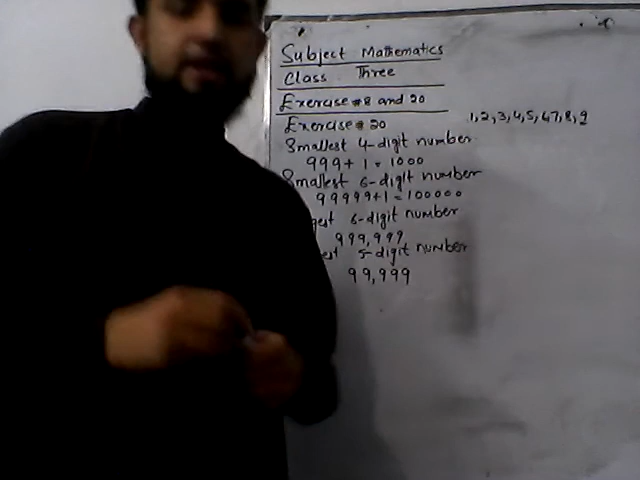 Subject Mathematics
Class Three
Exercise #8 and 20
Exercise # 20
1,2,3,4,5,6,7,8,9
Smallest 4-digit number
999+1=1000
Smallest 6-digit number
99999+1=100000
gest 6-digit number
999,999
est 5-digit number
99,999